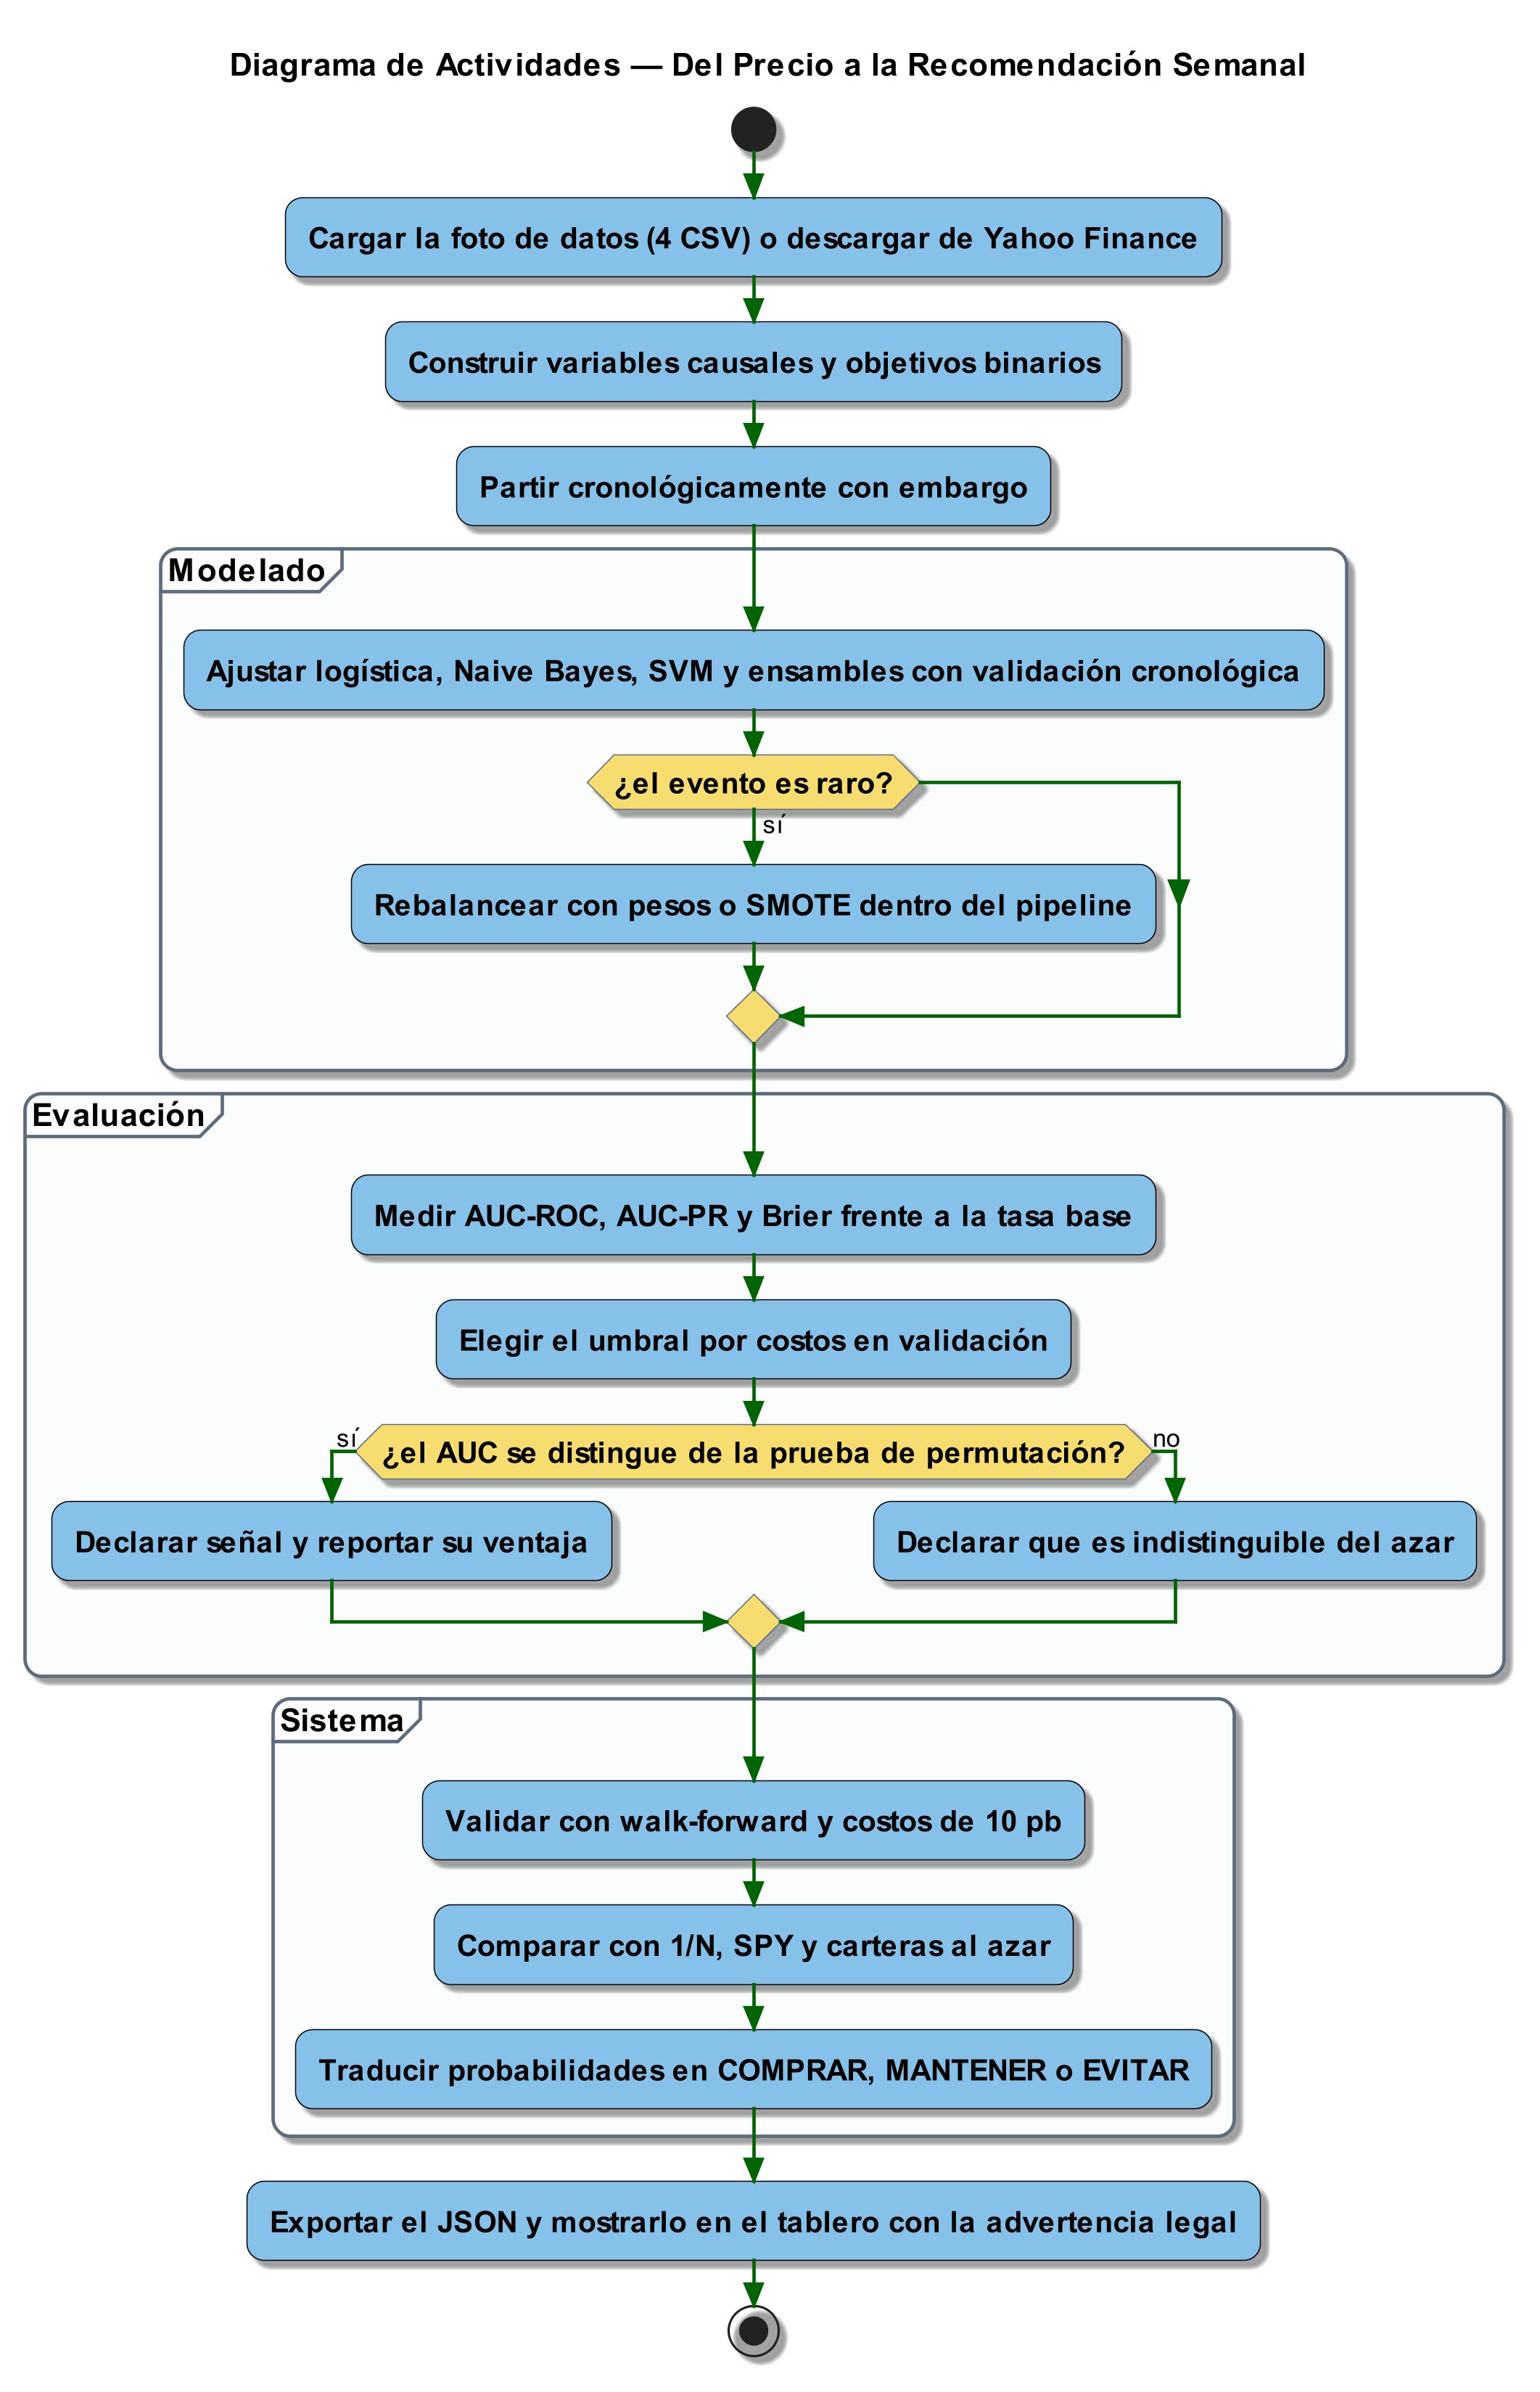 Diagrama de Actividades — Del Precio a la Recomendación Semanal
Cargar la foto de datos (4 CSV) o descargar de Yahoo Finance
Construir variables causales y objetivos binarios
Partir cronológicamente con embargo
Modelado
Ajustar logística, Naive Bayes, SVM y ensambles con validación cronológica
¿el evento es raro?
sí
Rebalancear con pesos o SMOTE dentro del pipeline
Evaluación
Medir AUC-ROC, AUC-PR y Brier frente a la tasa base
Elegir el umbral por costos en validación
sí
¿el AUC se distingue de la prueba de permutación?
no
Declarar señal y reportar su ventaja
Declarar que es indistinguible del azar
Sistema
Validar con walk-forward y costos de 10 pb
Comparar con 1/N, SPY y carteras al azar
Traducir probabilidades en COMPRAR, MANTENER o EVITAR
Exportar el JSON y mostrarlo en el tablero con la advertencia legal